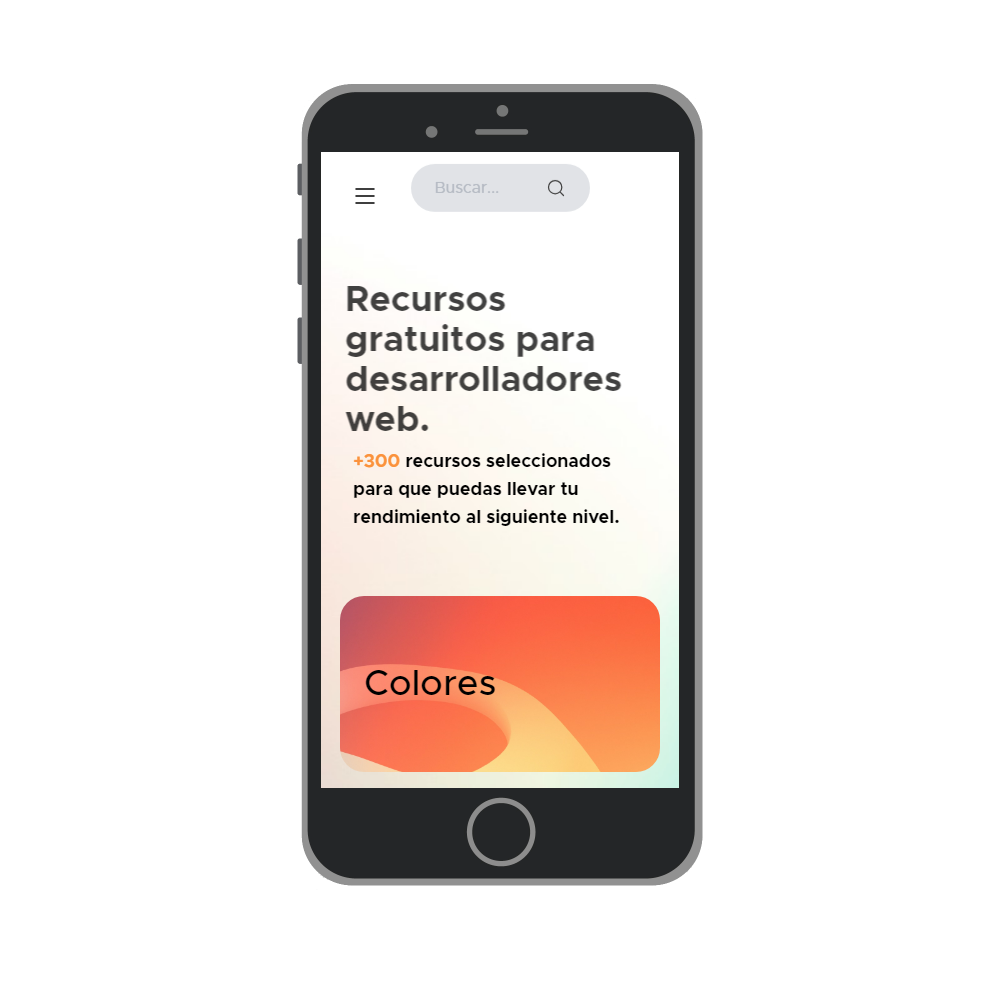 Buscar...
Recursos
gratuitos para
desarrolladores
web.
+300 recursos seleccionados
para que puedas llevar tu
rendimiento al siguiente nivel.
Colores